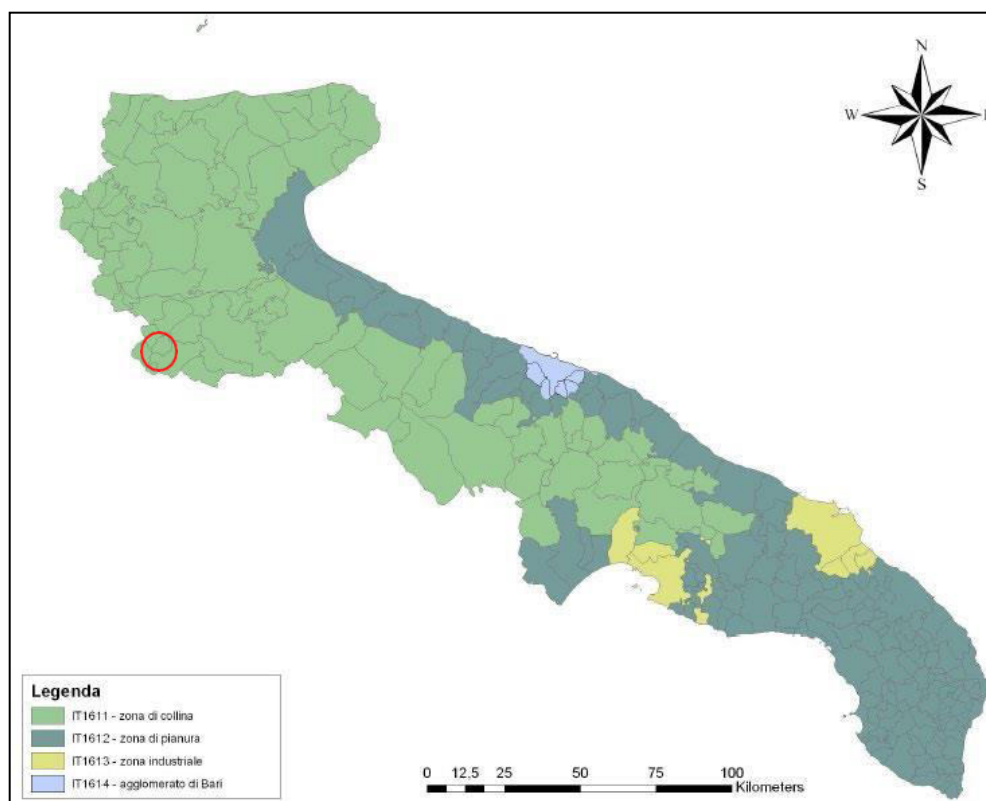 N
W
E
S
Legenda
IT1611 - zona di collina
IT1612 - zona di pianura
IT1613 - zona industriale
IT1614 - agglomerato di Bari
0 12.5 25 50 75 100
Kilometers